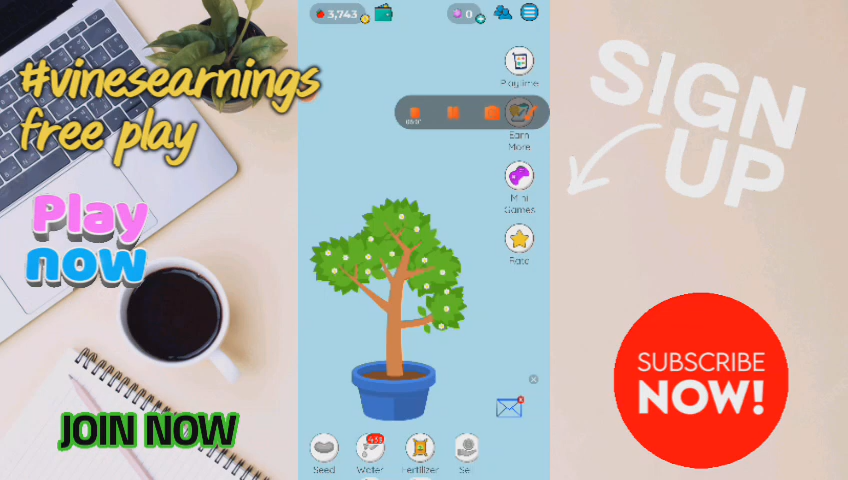 #vinesearnings
free play
Play
now
JOIN NOW
3,743
0
Playtime
Earn
More
Mini
Games
Rate
Seed
Water
Fertilizer
Sell
SIGN
UP
SUBSCRIBE
NOW!